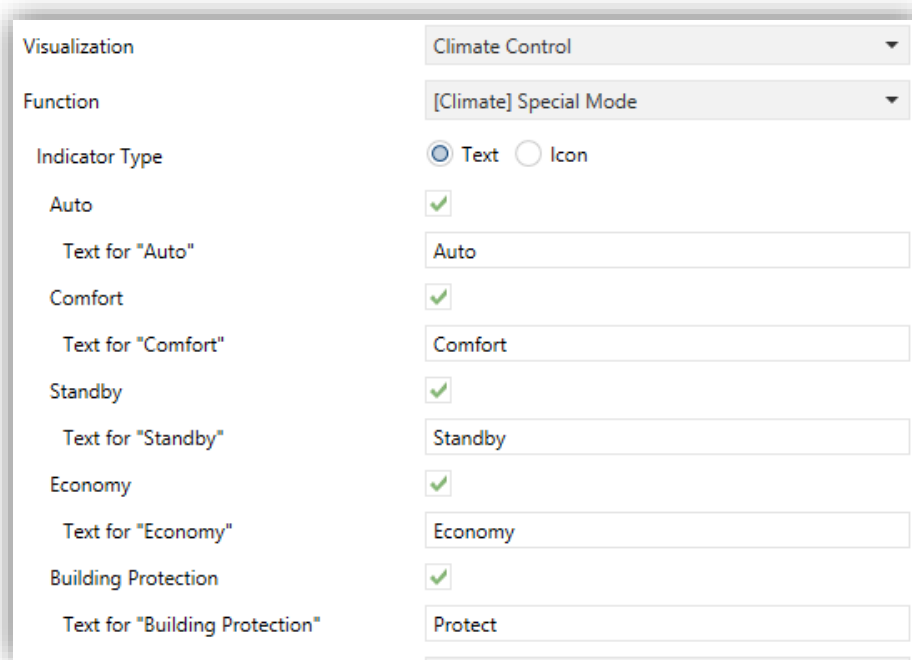 Visualization Climate Control
Function [Climate] Special Mode
Indicator Type Text Icon
Auto
Text for "Auto" Auto
Comfort
Text for "Comfort" Comfort
Standby
Text for "Standby" Standby
Economy
Text for "Economy" Economy
Building Protection
Text for "Building Protection" Protect